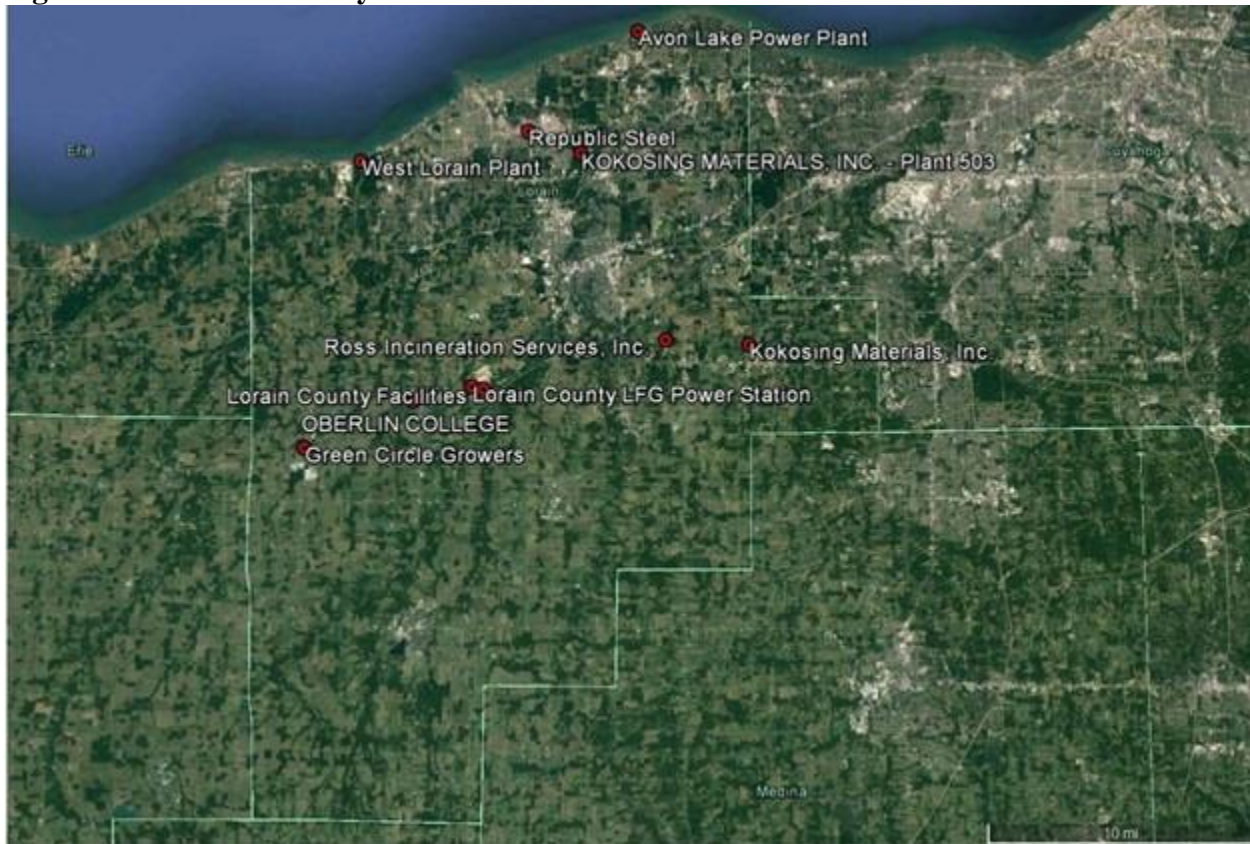 Avon Lake Power Plant
Republic Steel
Erie
West Lorain Plant
KOKOSING MATERIALS, INC. - Plant 503
Lorain
Ross Incineration Services, Inc.
Kokosing Materials, Inc.
Lorain County Facilities
Lorain County LFG Power Station
OBERLIN COLLEGE
Green Circle Growers
Medina
10 mi